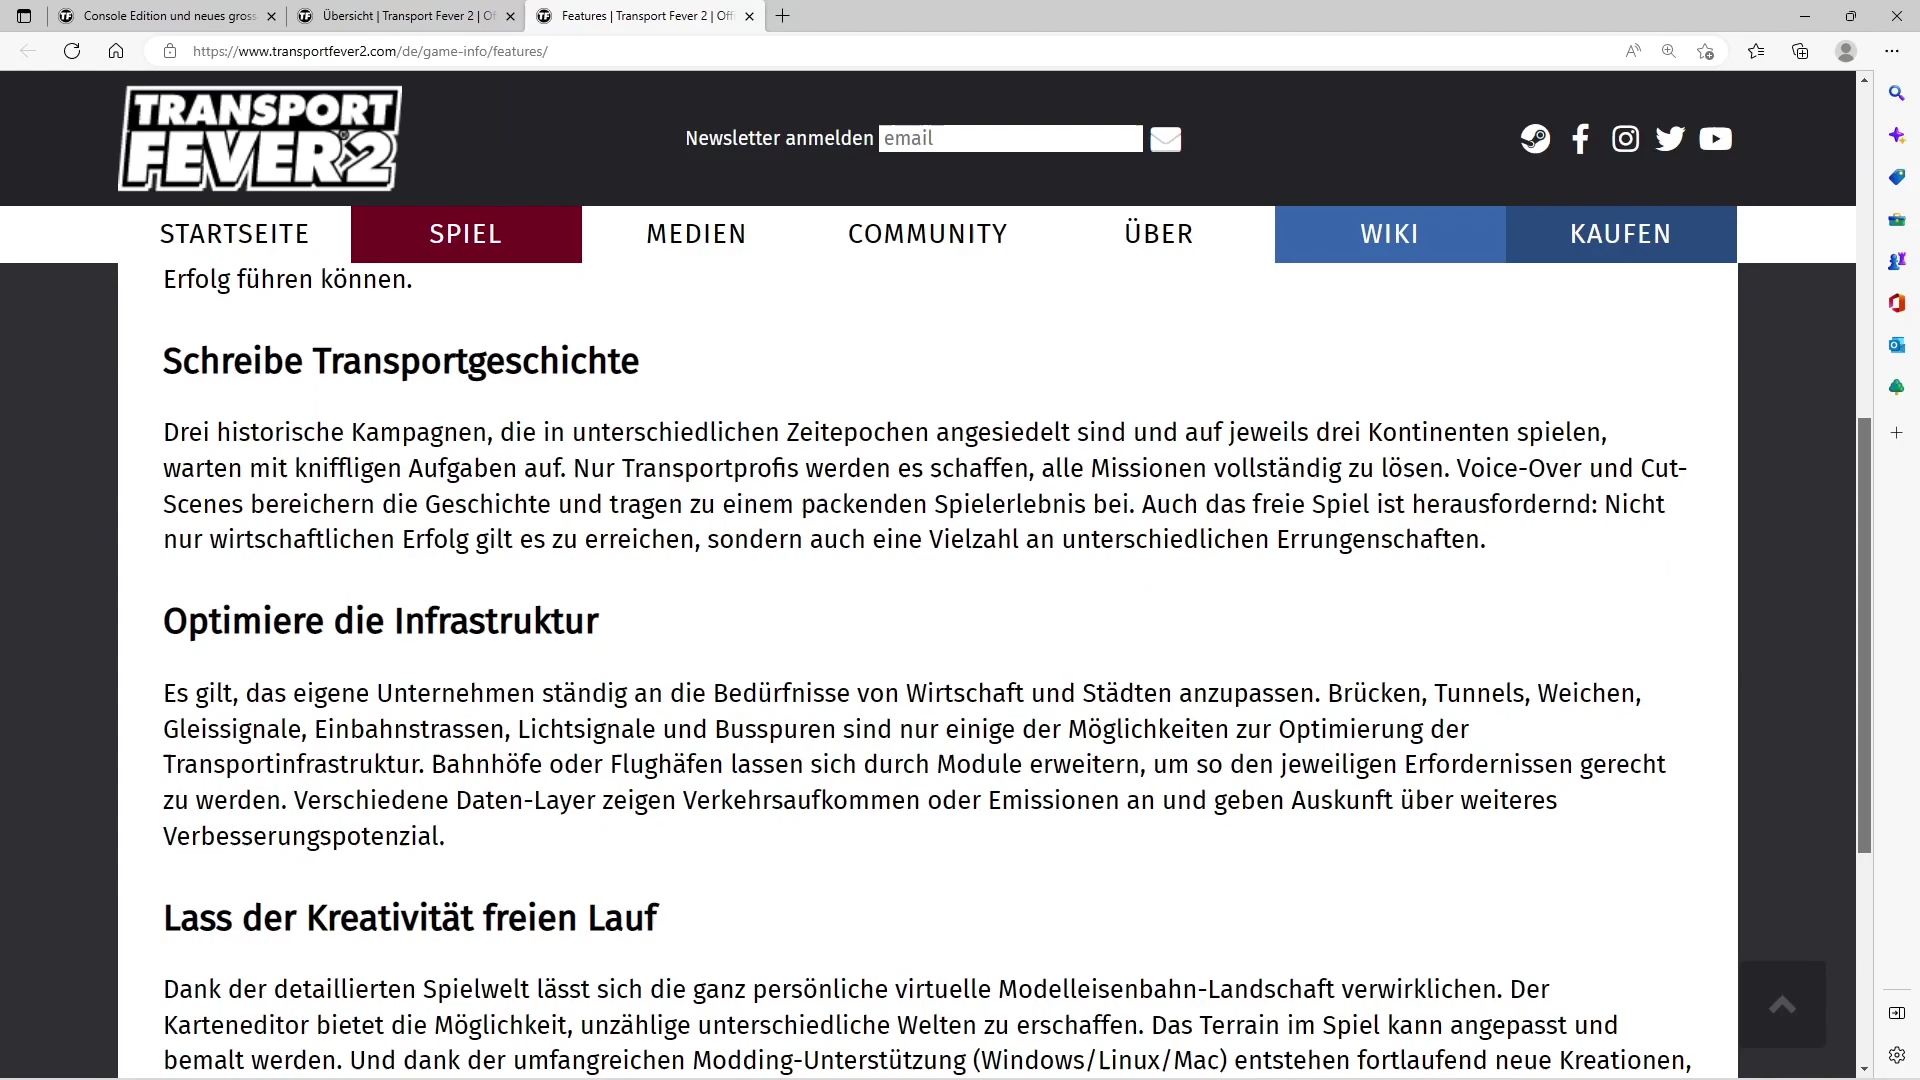 Console Edition und neues gross
Übersicht | Transport Fever 2 | Of
Features | Transport Fever 2 | Offi
https://www.transportfever2.com/de/game-info/features/
TRANSPORT
FEVER 2
Newsletter anmelden email
STARTSEITE SPIEL MEDIEN COMMUNITY ÜBER WIKI KAUFEN
Erfolg führen können.
Schreibe Transportgeschichte
Drei historische Kampagnen, die in unterschiedlichen Zeitepochen angesiedelt sind und auf jeweils drei Kontinenten spielen,
warten mit kniffligen Aufgaben auf. Nur Transportprofis werden es schaffen, alle Missionen vollständig zu lösen. Voice-Over und Cut-
Scenes bereichern die Geschichte und tragen zu einem packenden Spielerlebnis bei. Auch das freie Spiel ist herausfordernd: Nicht
nur wirtschaftlichen Erfolg gilt es zu erreichen, sondern auch eine Vielzahl an unterschiedlichen Errungenschaften.
Optimiere die Infrastruktur
Es gilt, das eigene Unternehmen ständig an die Bedürfnisse von Wirtschaft und Städten anzupassen. Brücken, Tunnels, Weichen,
Gleissignale, Einbahnstrassen, Lichtsignale und Busspuren sind nur einige der Möglichkeiten zur Optimierung der
Transportinfrastruktur. Bahnhöfe oder Flughäfen lassen sich durch Module erweitern, um so den jeweiligen Erfordernissen gerecht
zu werden. Verschiedene Daten-Layer zeigen Verkehrsaufkommen oder Emissionen an und geben Auskunft über weiteres
Verbesserungspotenzial.
Lass der Kreativität freien Lauf
Dank der detaillierten Spielwelt lässt sich die ganz persönliche virtuelle Modelleisenbahn-Landschaft verwirklichen. Der
Karteneditor bietet die Möglichkeit, unzählige unterschiedliche Welten zu erschaffen. Das Terrain im Spiel kann angepasst und
bemalt werden. Und dank der umfangreichen Modding-Unterstützung (Windows/Linux/Mac) entstehen fortlaufend neue Kreationen,